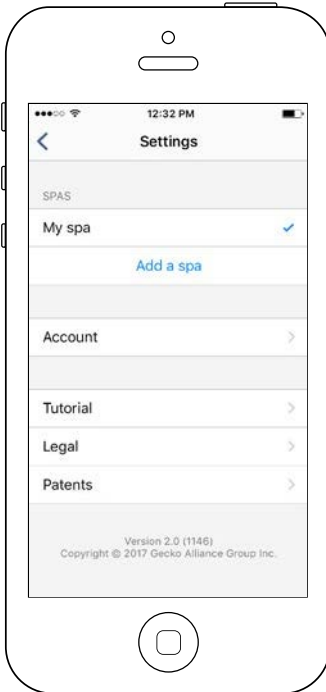 12:32 PM
Settings
SPAS
My spa
Add a spa
Account
Tutorial
Legal
Patents
Version 2.0 (1146)
Copyright © 2017 Gecko Alliance Group Inc.